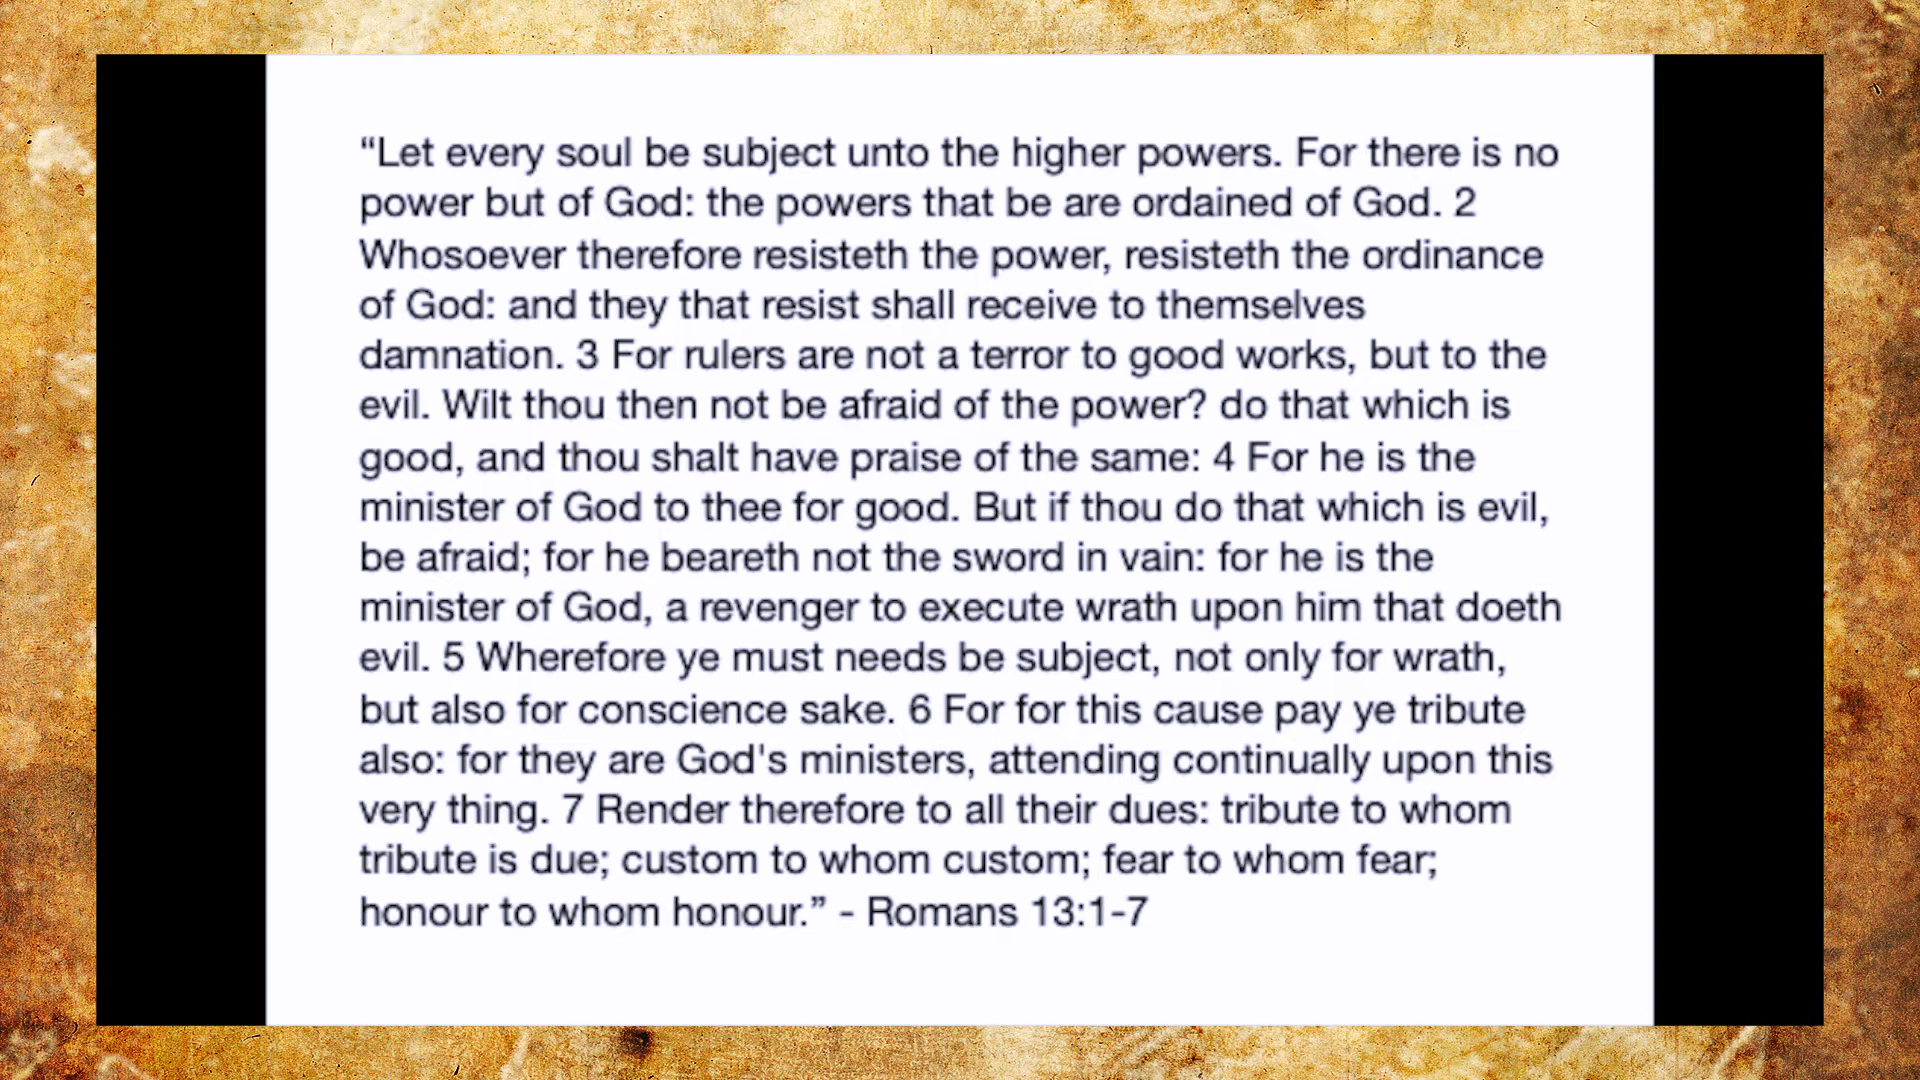 “Let every soul be subject unto the higher powers. For there is no
power but of God: the powers that be are ordained of God. 2
Whosoever therefore resisteth the power, resisteth the ordinance
of God: and they that resist shall receive to themselves
damnation. 3 For rulers are not a terror to good works, but to the
evil. Wilt thou then not be afraid of the power? do that which is
good, and thou shalt have praise of the same: 4 For he is the
minister of God to thee for good. But if thou do that which is evil,
be afraid; for he beareth not the sword in vain: for he is the
minister of God, a revenger to execute wrath upon him that doeth
evil. 5 Wherefore ye must needs be subject, not only for wrath,
but also for conscience sake. 6 For for this cause pay ye tribute
also: for they are God's ministers, attending continually upon this
very thing. 7 Render therefore to all their dues: tribute to whom
tribute is due; custom to whom custom; fear to whom fear;
honour to whom honour.” - Romans 13:1-7